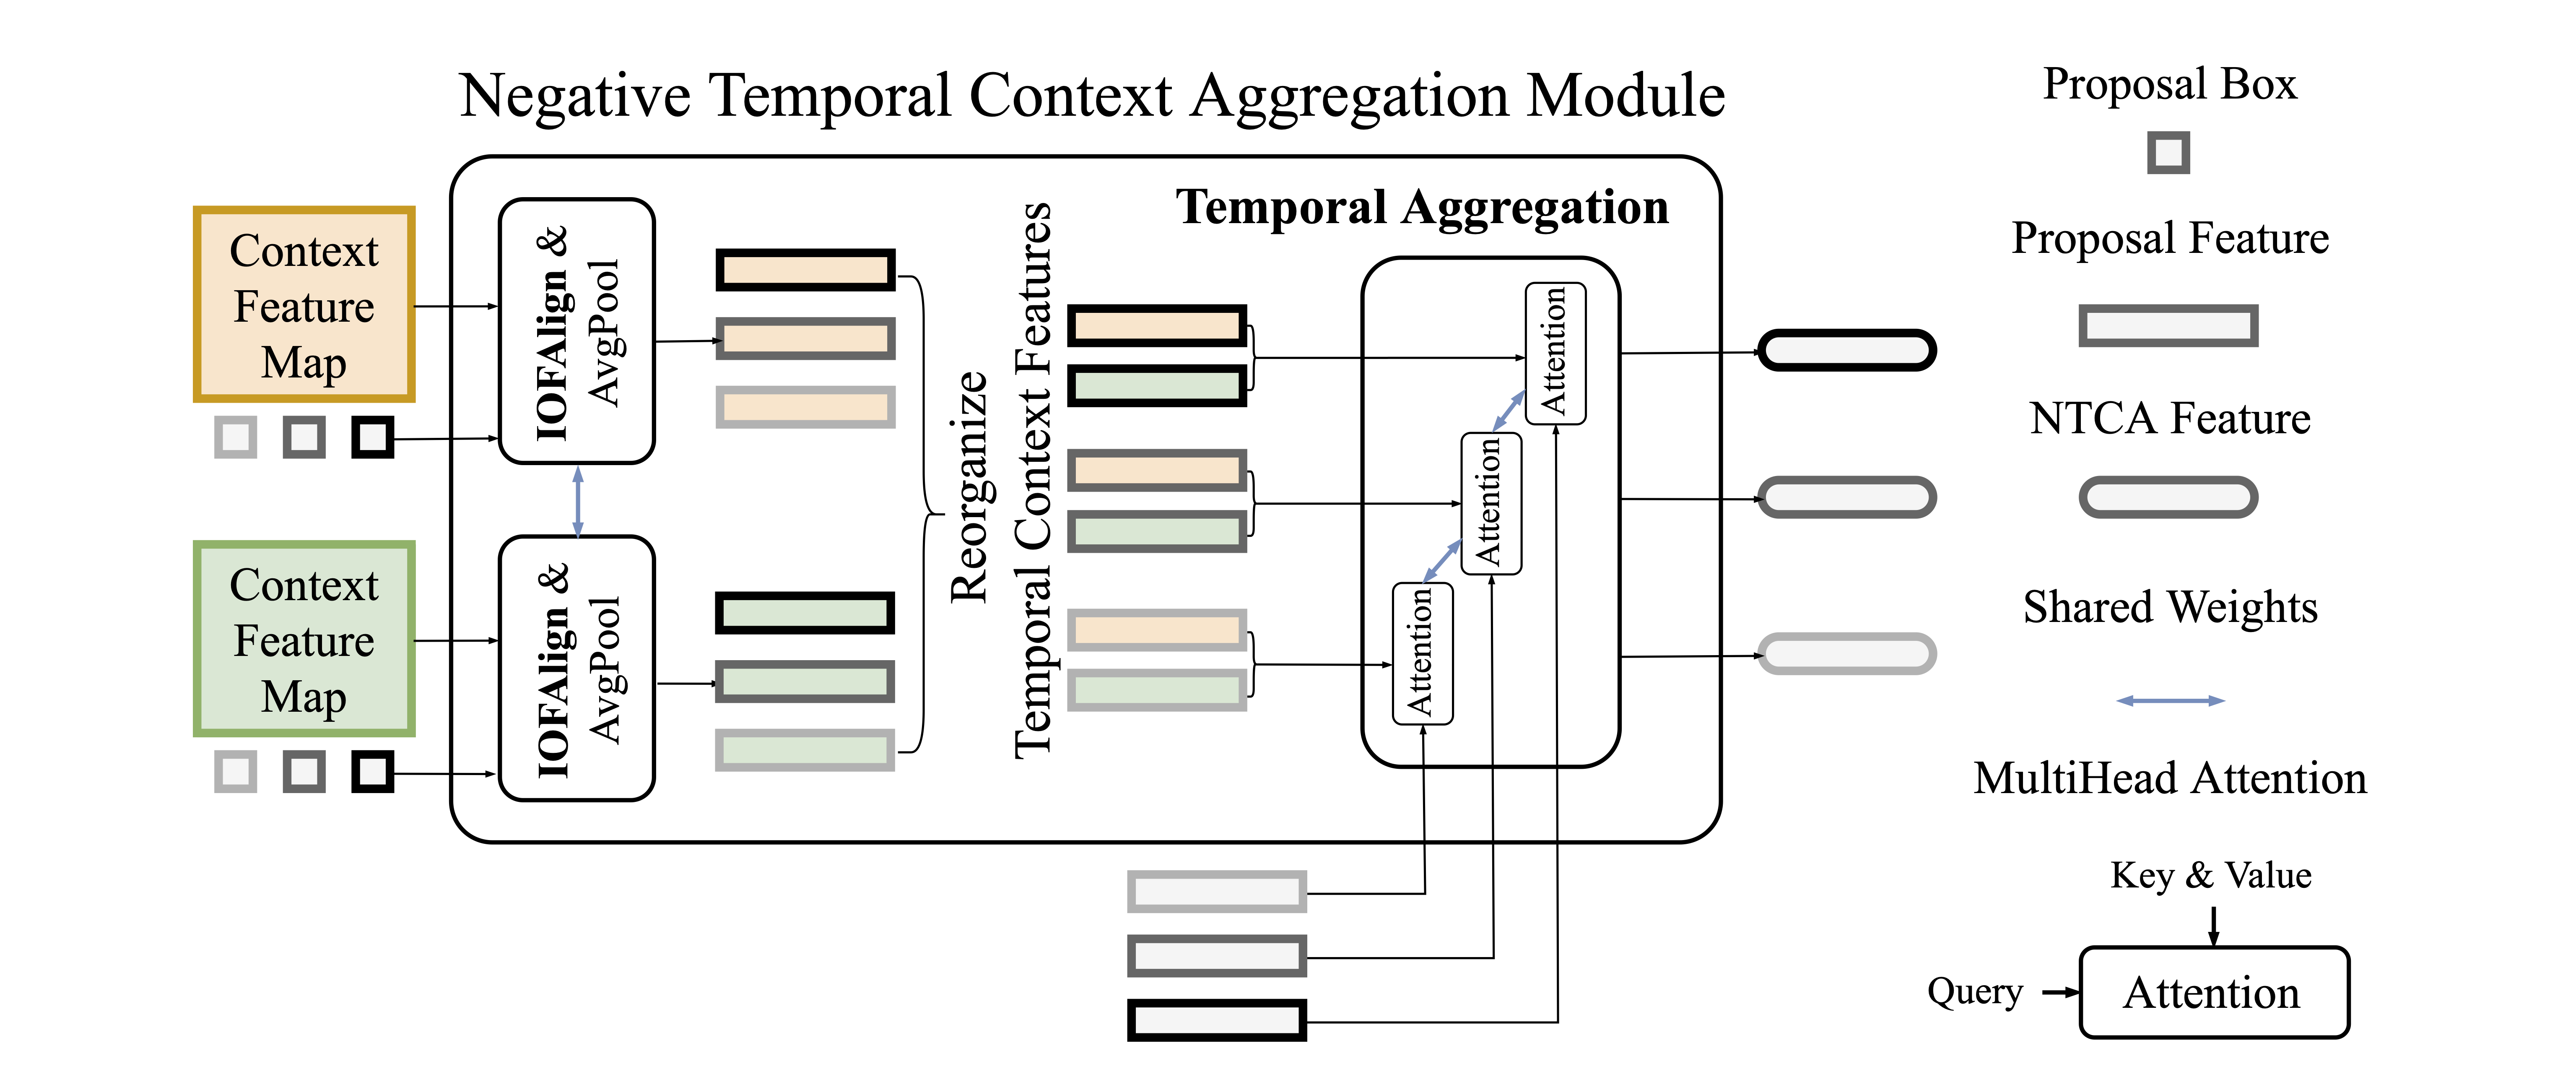 Negative Temporal Context Aggregation Module
Context
Feature
Map
IOFAlign &
AvgPool
Context
Feature
Map
IOFAlign &
AvgPool
Reorganize
Temporal Context Features
Temporal Aggregation
Attention
Attention
Attention
Proposal Box
Proposal Feature
NTCA Feature
Shared Weights
MultiHead Attention
Key & Value
Query
Attention